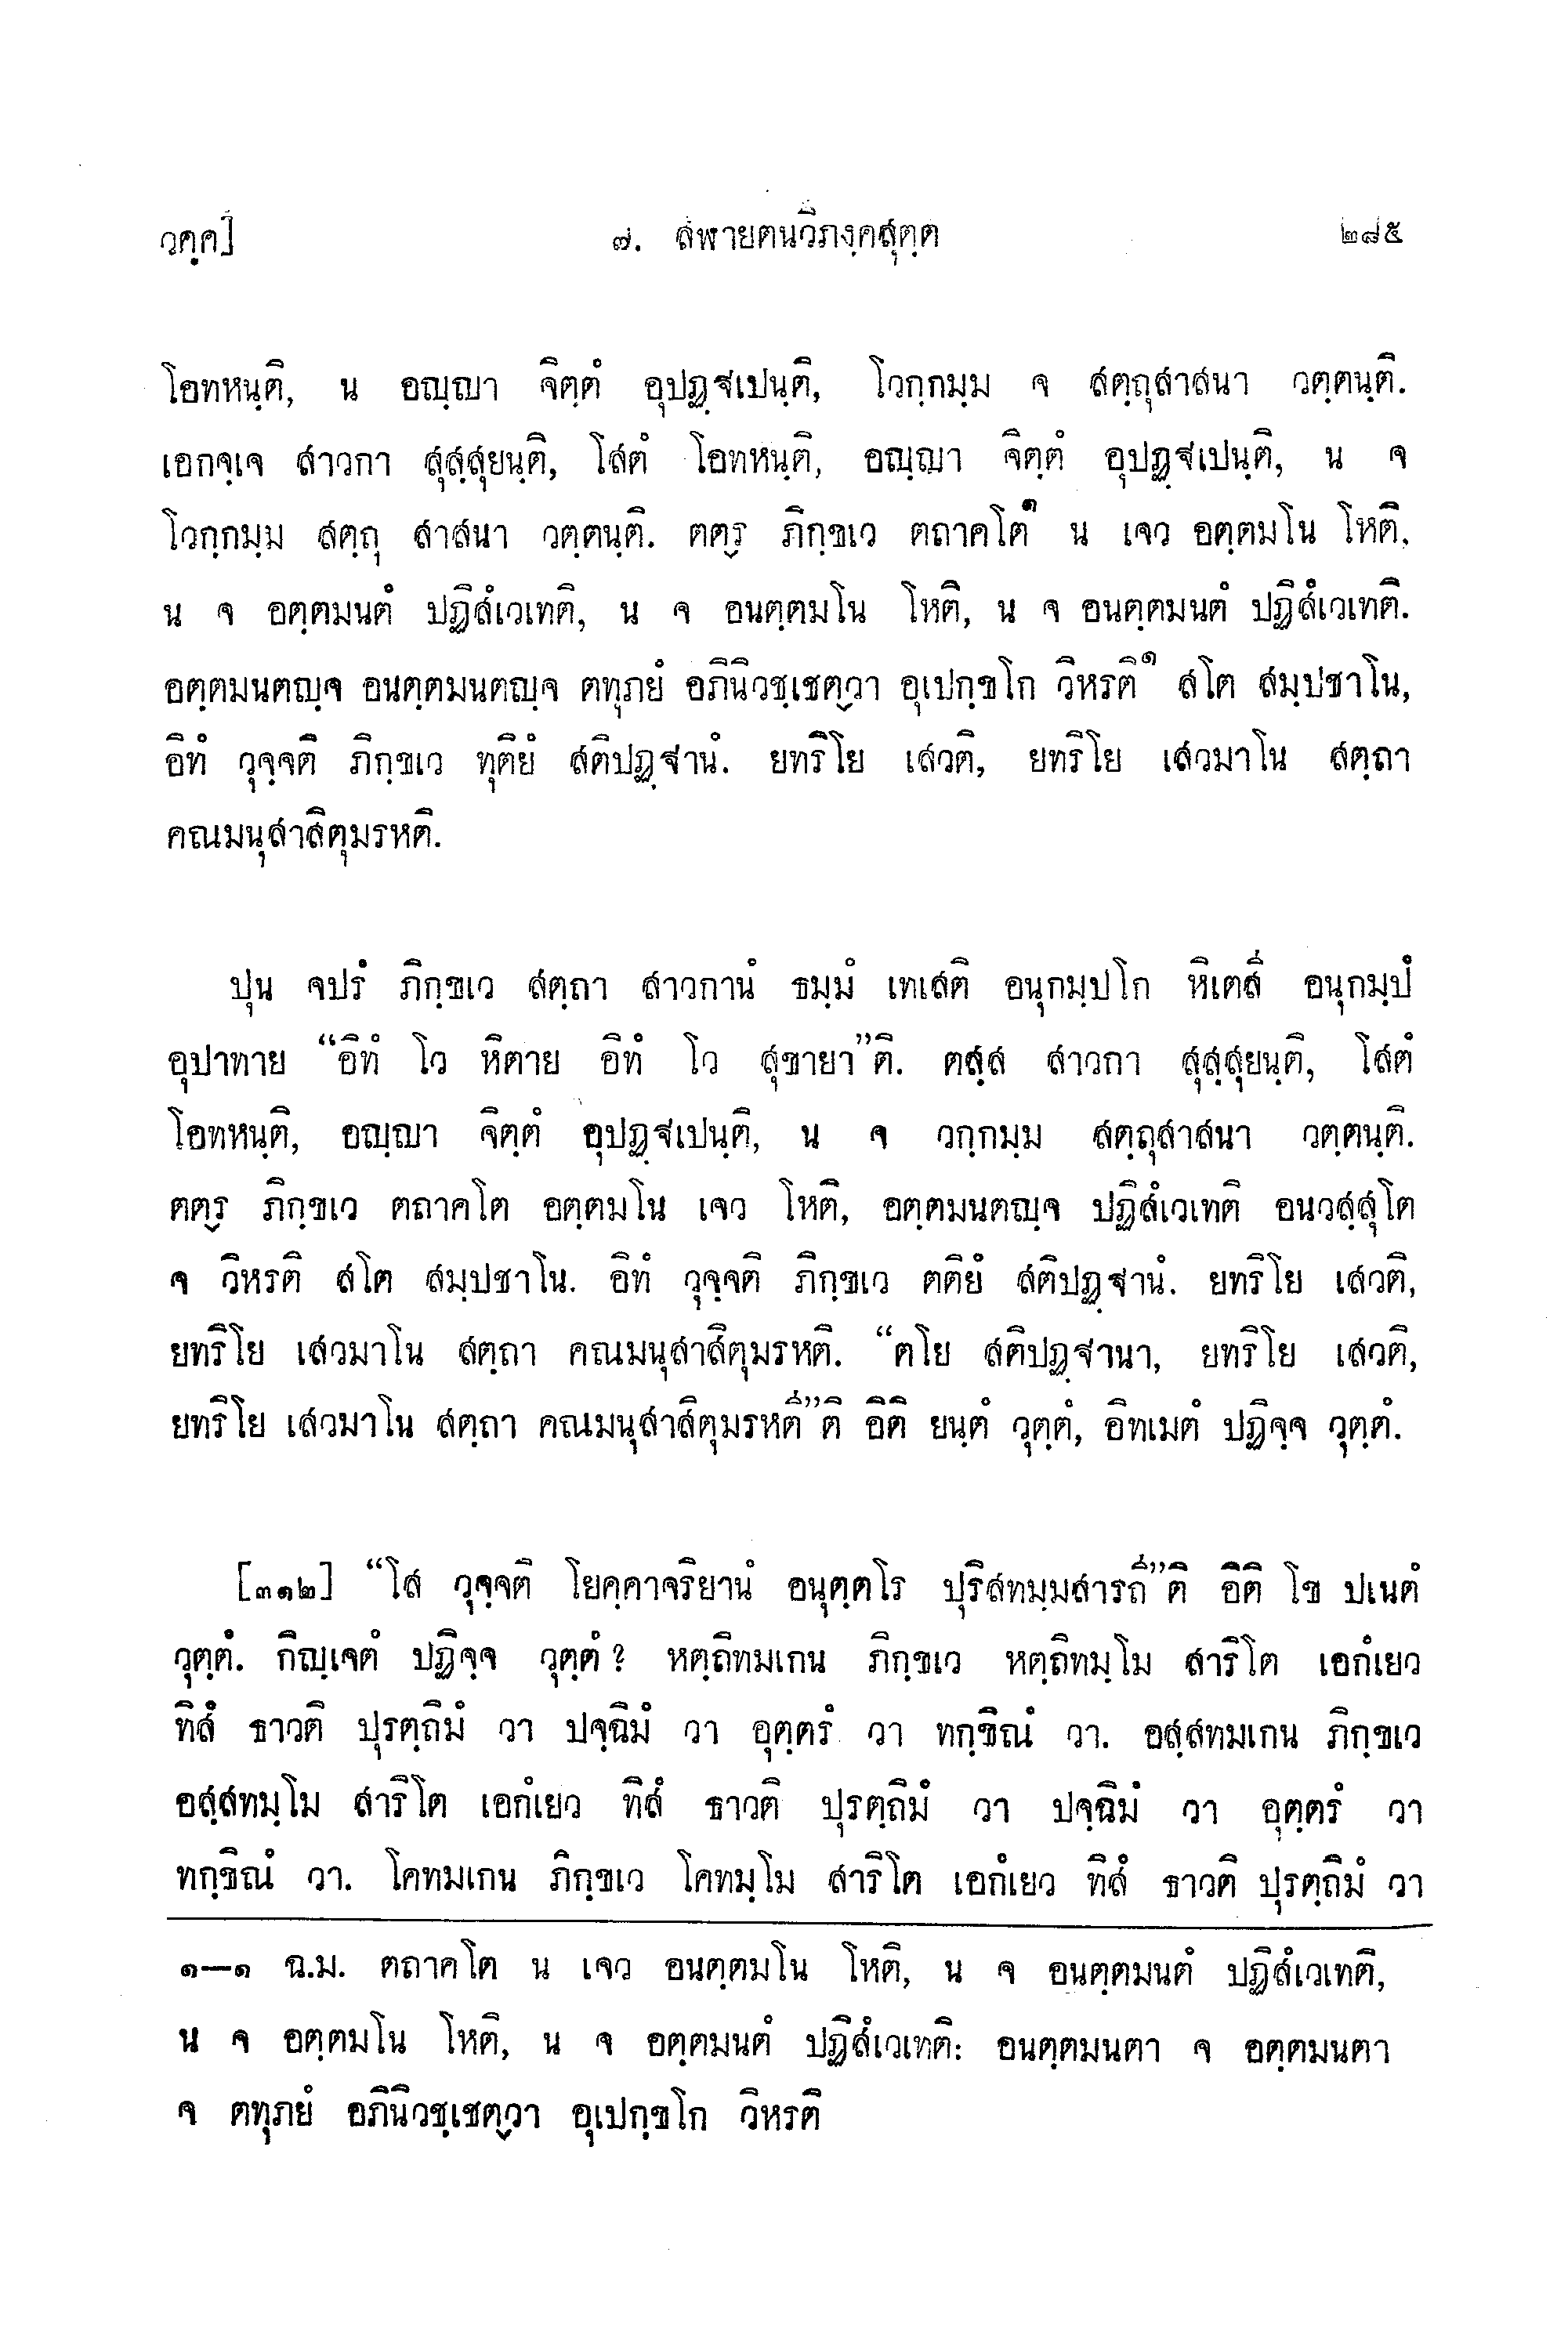 วคฺค]
๗. สฬายตนวิภงฺคสุตฺต
๒๘๕
โอทหนฺติ, น อญฺญา จิตฺตํ อุปฏฺฐเปนฺติ, โวกฺกมฺม จ สตฺถุสาสนา วตฺตนฺติ.
เอกจฺเจ สาวกา สุสฺสุยนฺติ, โสตํ โอทหนฺติ, อญฺญา จิตฺตํ อุปฏฺฐเปนฺติ, น จ
โวกฺกมฺม สตฺถุ สาสนา วตฺตนฺติ. ตตฺร ภิกฺขเว ตถาคโต๑ น เจว อตฺตมโน โหติ,
น จ อตฺตมนตํ ปฏิสํเวเทติ, น จ อนตฺตมโน โหติ, น จ อนตฺตมนตํ ปฏิสํเวเทติ.
อตฺตมนตญฺจ อนตฺตมนตญฺจ ตทุภยํ อภินิวชฺเชตฺวา อุเปกฺขโก วิหรติ๑ สโต สมฺปชาโน,
อิทํ วุจฺจติ ภิกฺขเว ทุติยํ สติปฏฺฐานํ. ยทริโย เสวติ, ยทริโย เสวมาโน สตฺถา
คณมนุสาสิตุมรหติ.
ปุน จปรํ ภิกฺขเว สตฺถา สาวกานํ ธมฺมํ เทเสติ อนุกมฺปโก หิเตสี อนุกมฺปํ
อุปาทาย “อิทํ โว หิตาย อิทํ โว สุขายา”ติ. ตสฺส สาวกา สุสฺสุยนฺติ, โสตํ
โอทหนฺติ, อญฺญา จิตฺตํ อุปฏฺฐเปนฺติ, น จ วกฺกมฺม สตฺถุสาสนา วตฺตนฺติ.
ตตฺร ภิกฺขเว ตถาคโต อตฺตมโน เจว โหติ, อตฺตมนตญฺจ ปฏิสํเวเทติ อนวสฺสุโต
จ วิหรติ สโต สมฺปชาโน. อิทํ วุจฺจติ ภิกฺขเว ตติยํ สติปฏฺฐานํ. ยทริโย เสวติ,
ยทริโย เสวมาโน สตฺถา คณมนุสาสิตุมรหติ. “ตโย สติปฏฺฐานา, ยทริโย เสวติ,
ยทริโย เสวมาโน สตฺถา คณมนุสาสิตุมรหตี”ติ อิติ ยนฺตํ วุตฺตํ, อิทเมตํ ปฏิจฺจ วุตฺตํ.
[๓๑๒] “โส วุจฺจติ โยคฺคาจริยานํ อนุตฺตโร ปุริสทมฺมสารถี”ติ อิติ โข ปเนตํ
วุตฺตํ. กิญฺเจตํ ปฏิจฺจ วุตฺตํ? หตฺถิทมเกน ภิกฺขเว หตฺถิทมฺโม สาริโต เอกํเยว
ทิสํ ธาวติ ปุรตฺถิมํ วา ปจฺฉิมํ วา อุตฺตรํ วา ทกฺขิณํ วา. อสฺสทมเกน ภิกฺขเว
อสฺสทมฺโม สาริโต เอกํเยว ทิสํ ธาวติ ปุรตฺถิมํ วา ปจฺฉิมํ วา อุตฺตรํ วา
ทกฺขิณํ วา. โคทมเกน ภิกฺขเว โคทมฺโม สาริโต เอกํเยว ทิสํ ธาวติ ปุรตฺถิมํ วา
๑—๑ ฉ.ม. ตถาคโต น เจว อนตฺตมโน โหติ, น จ อนตฺตมนตํ ปฏิสํเวเทติ,
น จ อตฺตมโน โหติ, น จ อตฺตมนตํ ปฏิสํเวเทติ: อนตฺตมนตา จ อตฺตมนตา
จ ตทุภยํ อภินิวชฺเชตฺวา อุเปกฺขโก วิหรติ